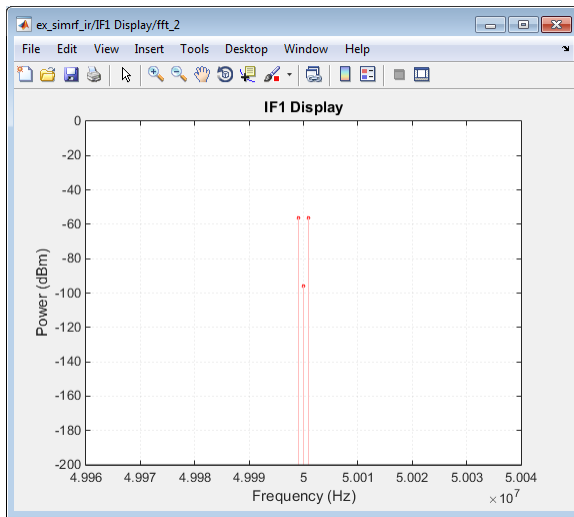 ex_simrf_ir/IF1 Display/fft_2
File Edit View Insert Tools Desktop Window Help
IF1 Display
0
-20
-40
-60
-80
-100
-120
-140
-160
-180
-200
Power (dBm)
4.996 4.997 4.998 4.999 5 5.001 5.002 5.003 5.004
Frequency (Hz)
×10^7